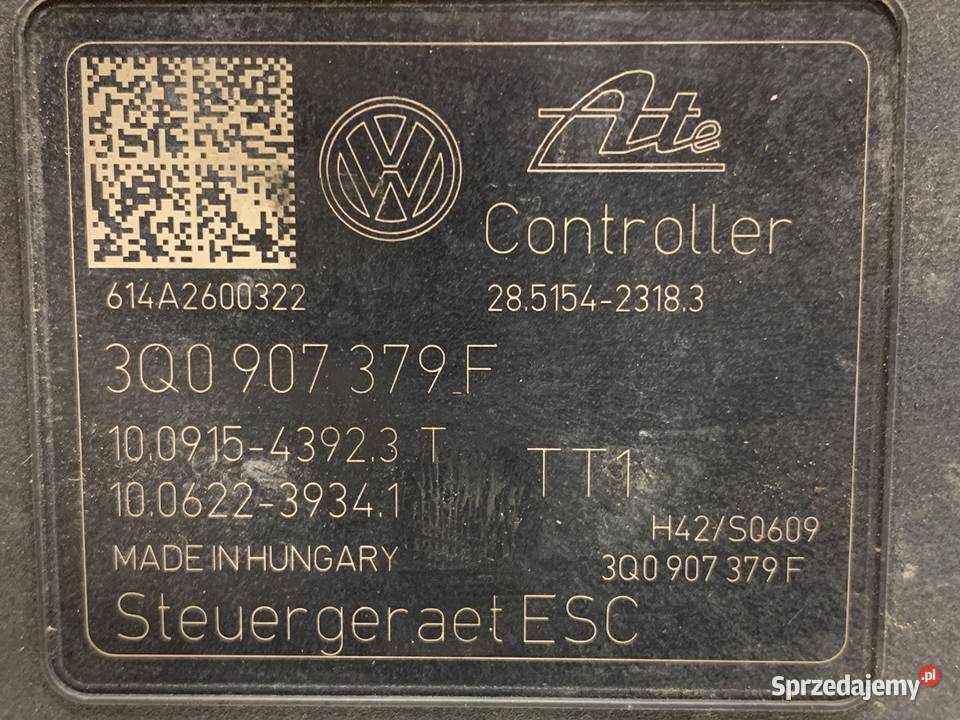 Ate
Controller
614A2600322
28.5154-2318.3
3Q0 907 379 F
10.0915-4392.3 T
10.0622-3934.1
TT1
H42/S0609
MADE IN HUNGARY
3Q0 907 379 F
Steuergeraet ESC
Sprzedajemy.pl